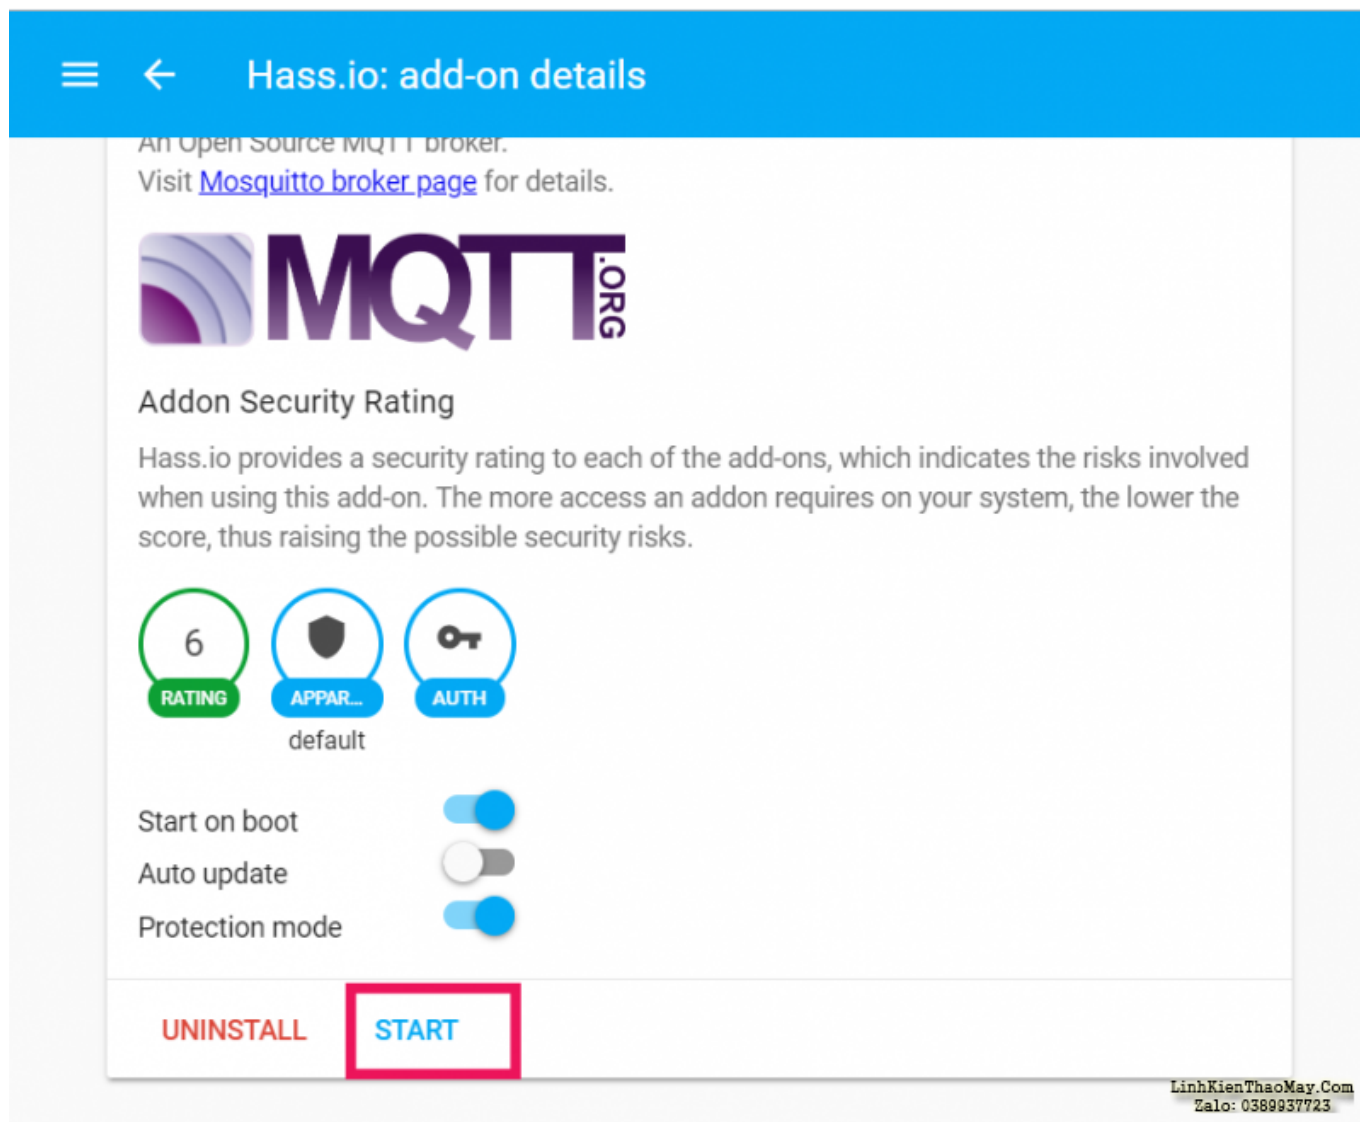 Hass.io: add-on details
An Open Source MQTT broker.
Visit Mosquitto broker page for details.
MQTT.ORG
Addon Security Rating
Hass.io provides a security rating to each of the add-ons, which indicates the risks involved
when using this add-on. The more access an addon requires on your system, the lower the
score, thus raising the possible security risks.
6
RATING
APPAR...
AUTH
default
Start on boot
Auto update
Protection mode
UNINSTALL
START
LinhKienThaoMay.Com
Zalo: 0389937723